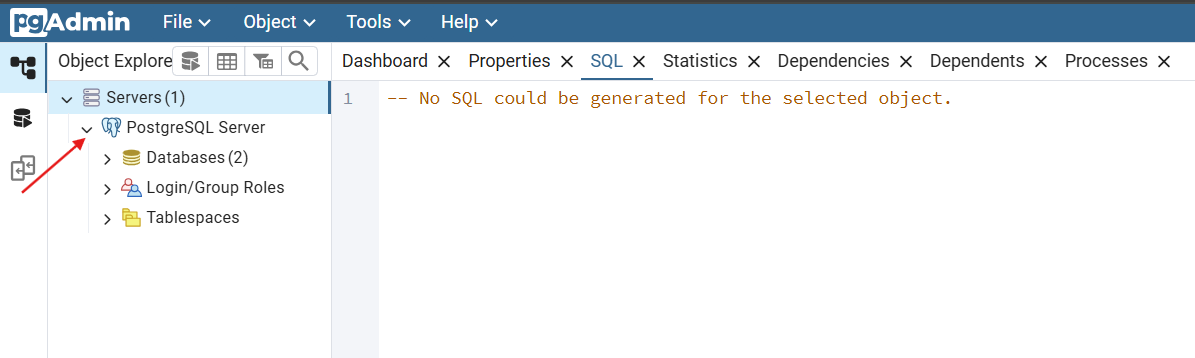 pgAdmin File Object Tools Help
Object Explore Dashboard Properties SQL Statistics Dependencies Dependents Processes
Servers (1)
PostgreSQL Server
Databases (2)
Login/Group Roles
Tablespaces
1 -- No SQL could be generated for the selected object.